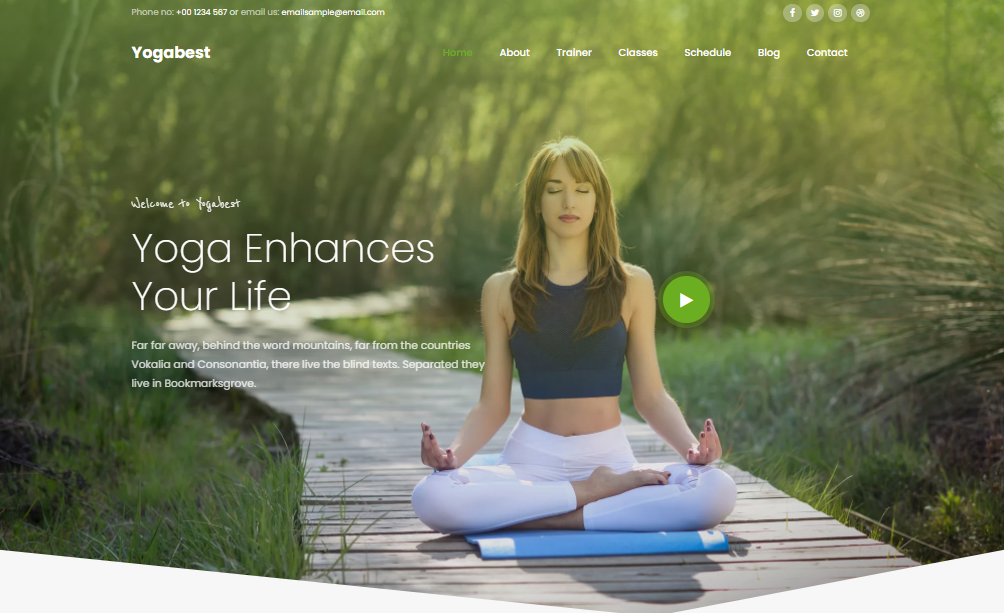 Phone no: +00 1234 567 or email us: emailsample@email.com
Yogabest
Home About Trainer Classes Schedule Blog Contact
Welcome to Yogabest
Yoga Enhances
Your Life
Far far away, behind the word mountains, far from the countries
Vokalia and Consonantia, there live the blind texts. Separated they
live in Bookmarksgrove.